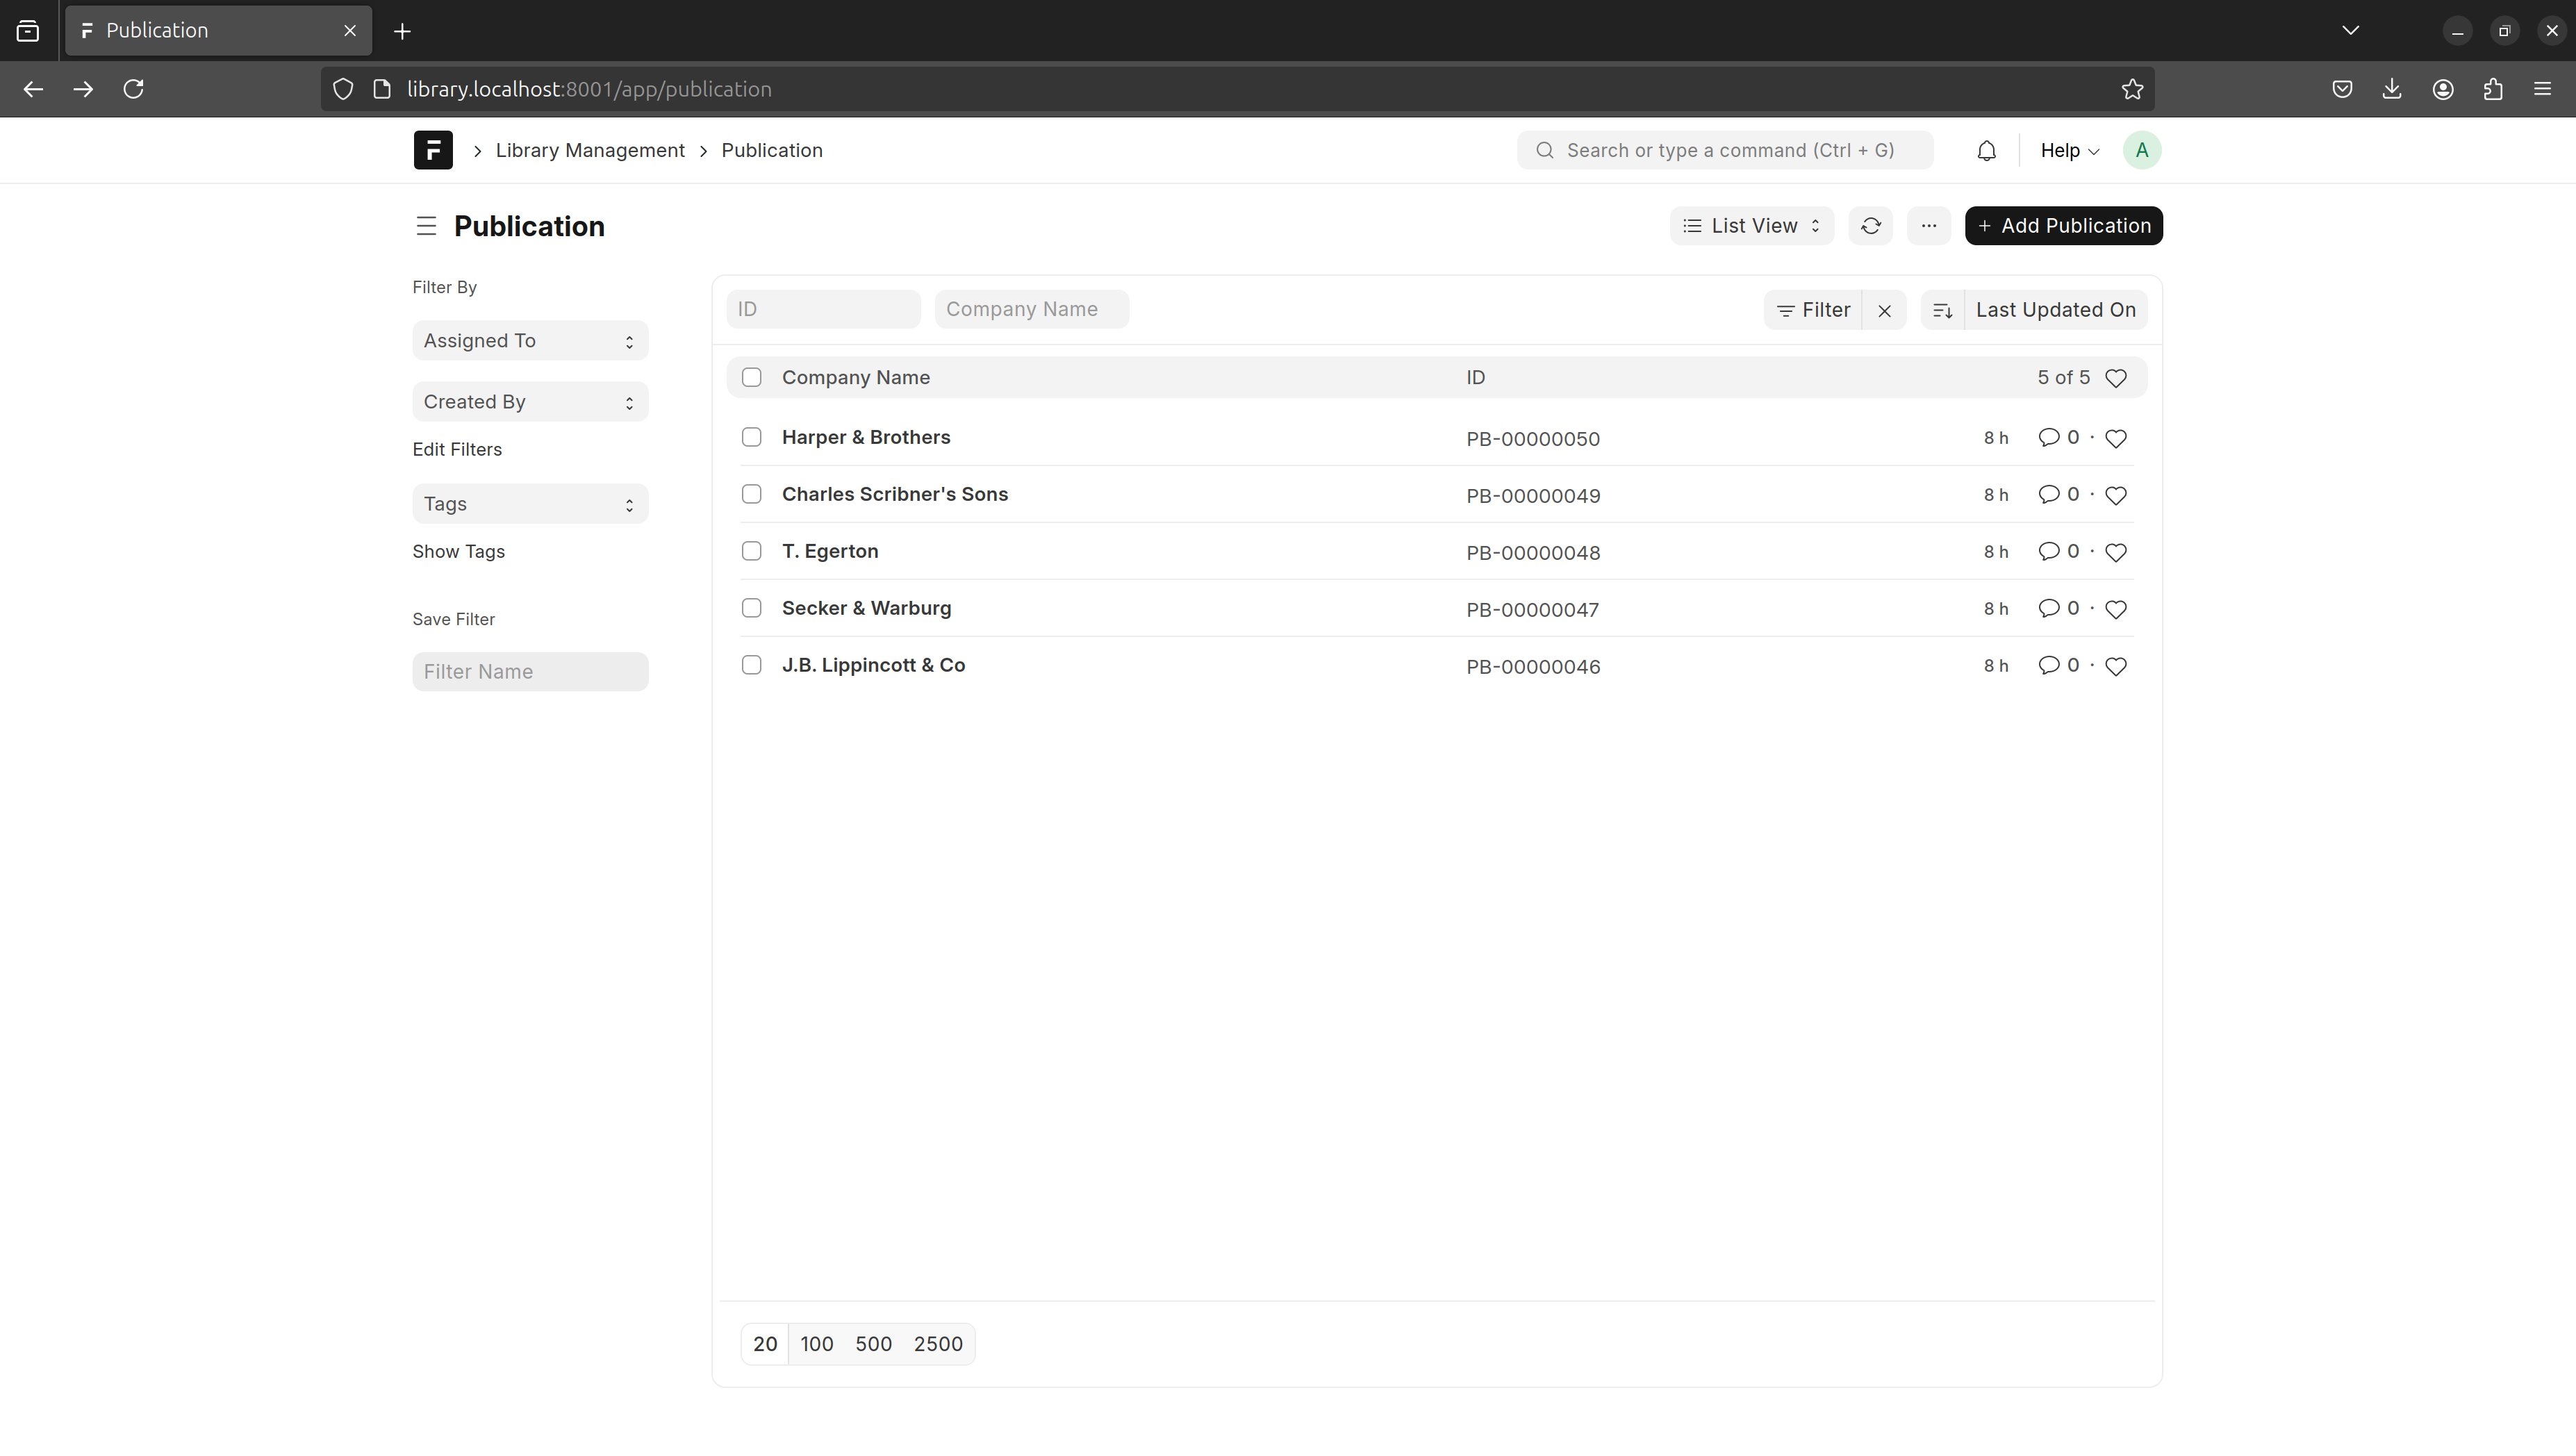 Publication
library.localhost:8001/app/publication
Library Management
Publication
Search or type a command (Ctrl + G)
Help
A
Publication
List View
Add Publication
Filter By
Assigned To
Created By
Edit Filters
Tags
Show Tags
Save Filter
Filter Name
ID
Company Name
Filter
Last Updated On
Company Name ID 5 of 5
Harper & Brothers PB-00000050 8 h 0 ·
Charles Scribner's Sons PB-00000049 8 h 0 ·
T. Egerton PB-00000048 8 h 0 ·
Secker & Warburg PB-00000047 8 h 0 ·
J.B. Lippincott & Co PB-00000046 8 h 0 ·
20 100 500 2500